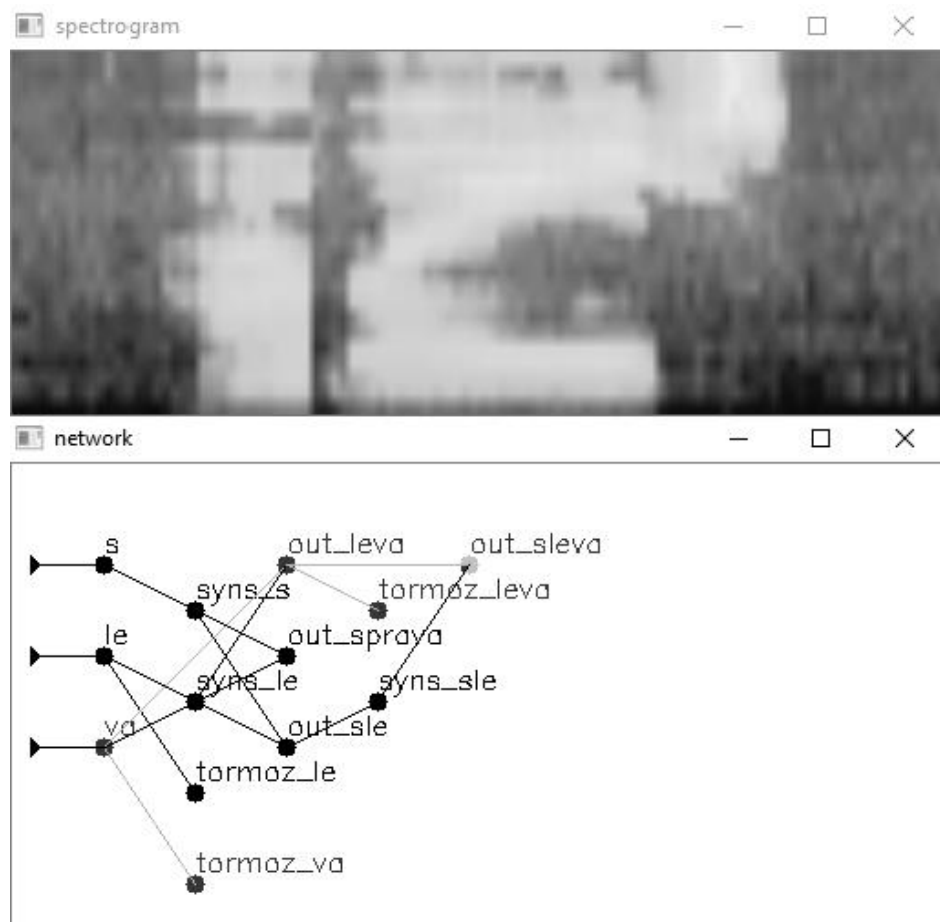 spectrogram
network
s
out_leva
out_sleva
syns_s
tormoz_leva
le
out_sprava
syns_le
syns_sle
va
out_sle
tormoz_le
tormoz_va